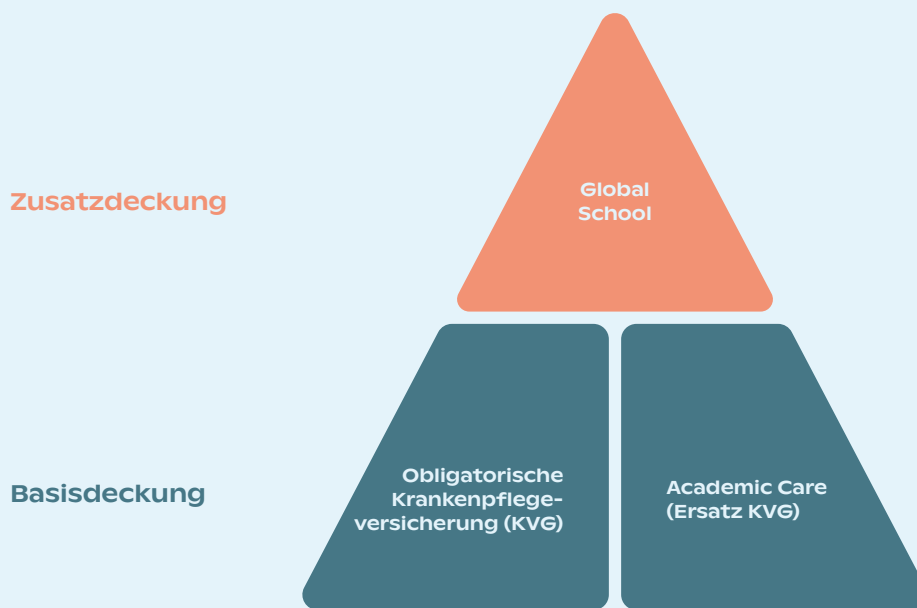 Zusatzdeckung
Global
School
Basisdeckung
Obligatorische
Krankenpflege-
versicherung (KVG)
Academic Care
(Ersatz KVG)